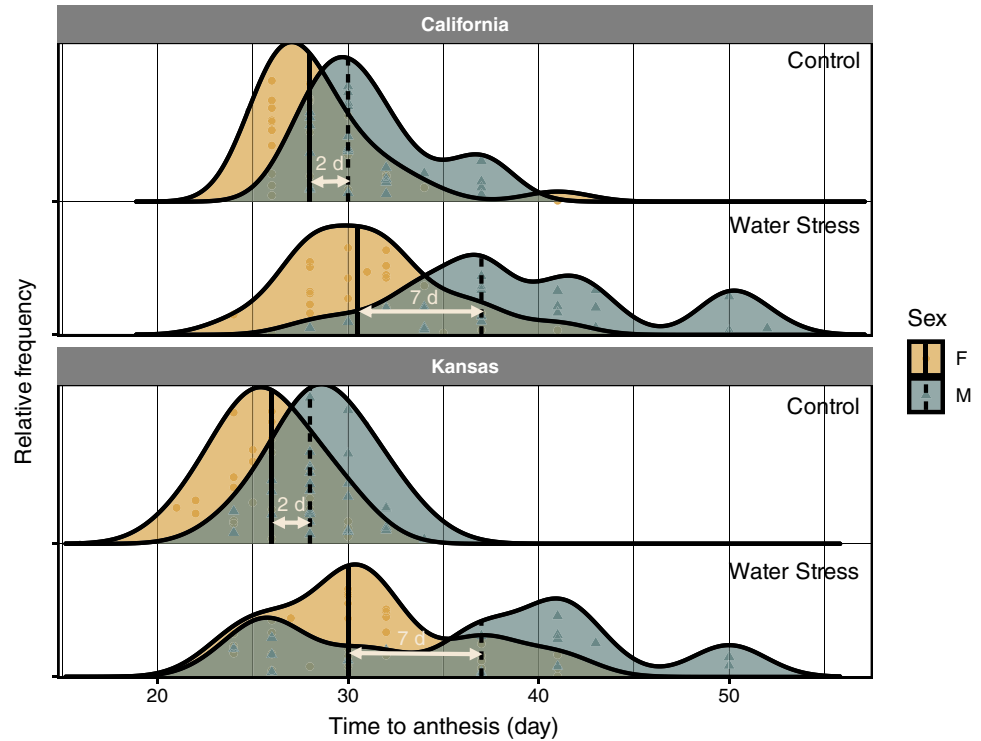 California
Control
2 d
Water Stress
7 d
Kansas
Control
2 d
Water Stress
7 d
20 30 40 50
Time to anthesis (day)
Relative frequency
Sex
F
M